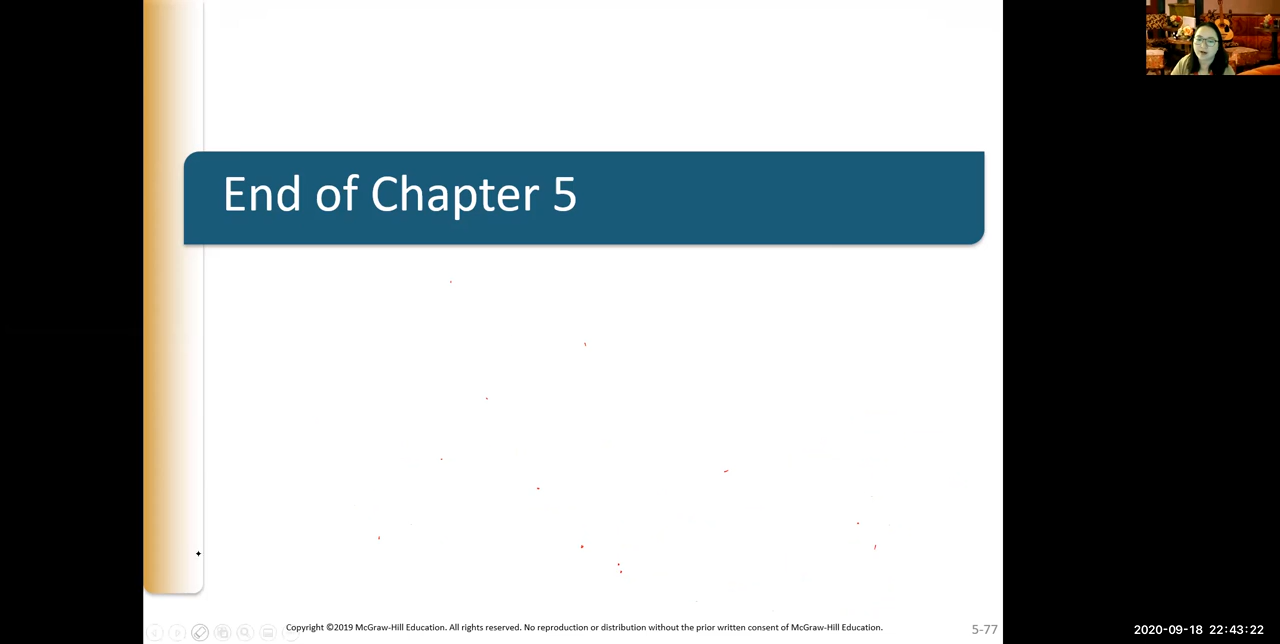 End of Chapter 5
Copyright ©2019 McGraw-Hill Education. All rights reserved. No reproduction or distribution without the prior written consent of McGraw-Hill Education.
5-77
2020-09-18 22:43:22